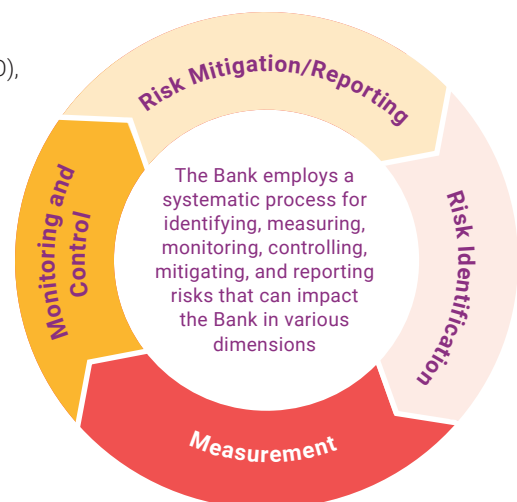 0),
Risk Mitigation/Reporting
Risk Identification
Measurement
Monitoring and
Control
The Bank employs a
systematic process for
identifying, measuring,
monitoring, controlling,
mitigating, and reporting
risks that can impact
the Bank in various
dimensions